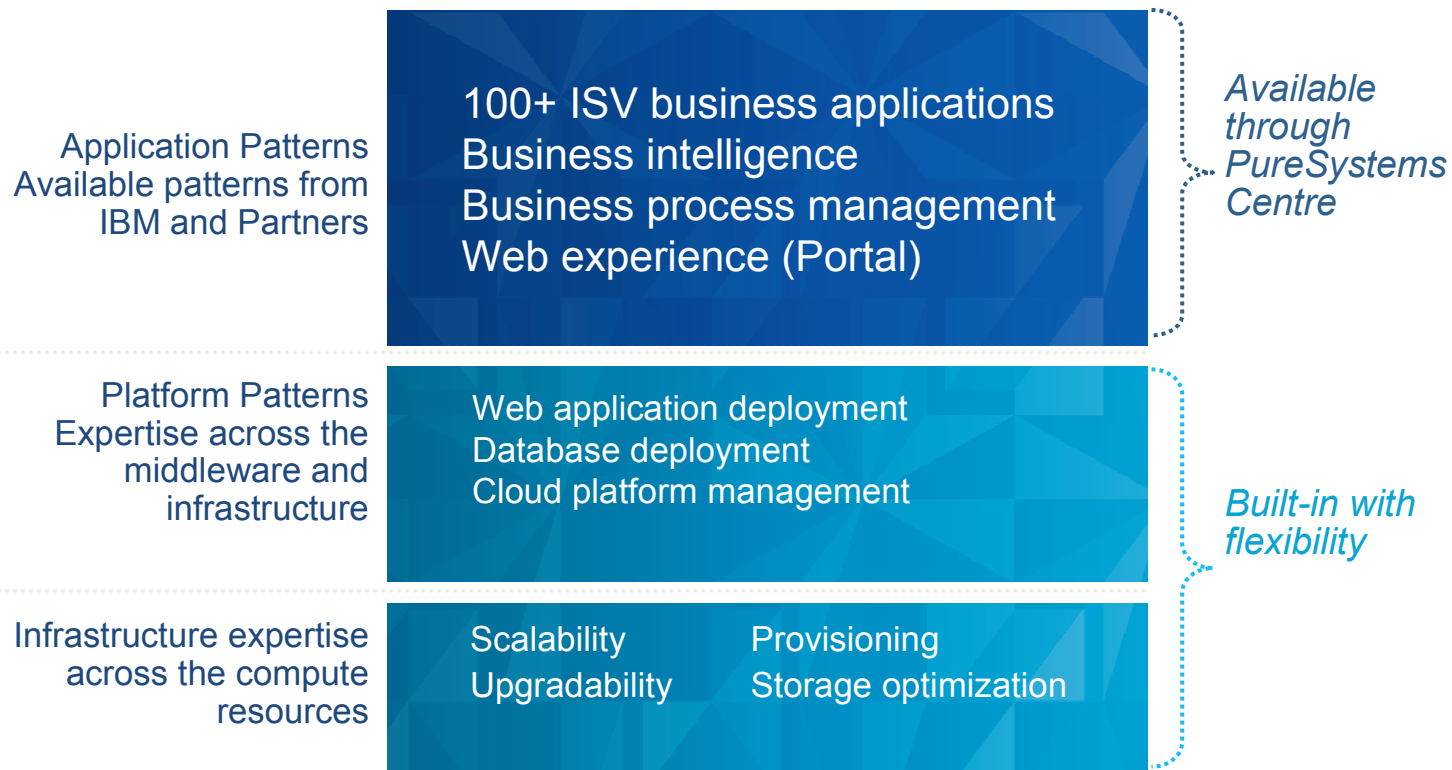 Application Patterns
Available patterns from
IBM and Partners
100+ ISV business applications
Business intelligence
Business process management
Web experience (Portal)
Available
through
PureSystems
Centre
Platform Patterns
Expertise across the
middleware and
infrastructure
Web application deployment
Database deployment
Cloud platform management
Built-in with
flexibility
Infrastructure expertise
across the compute
resources
Scalability Provisioning
Upgradability Storage optimization